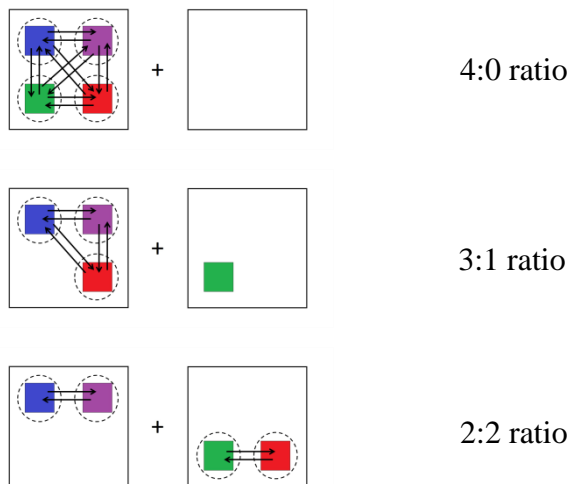 + 4:0 ratio
+ 3:1 ratio
+ 2:2 ratio